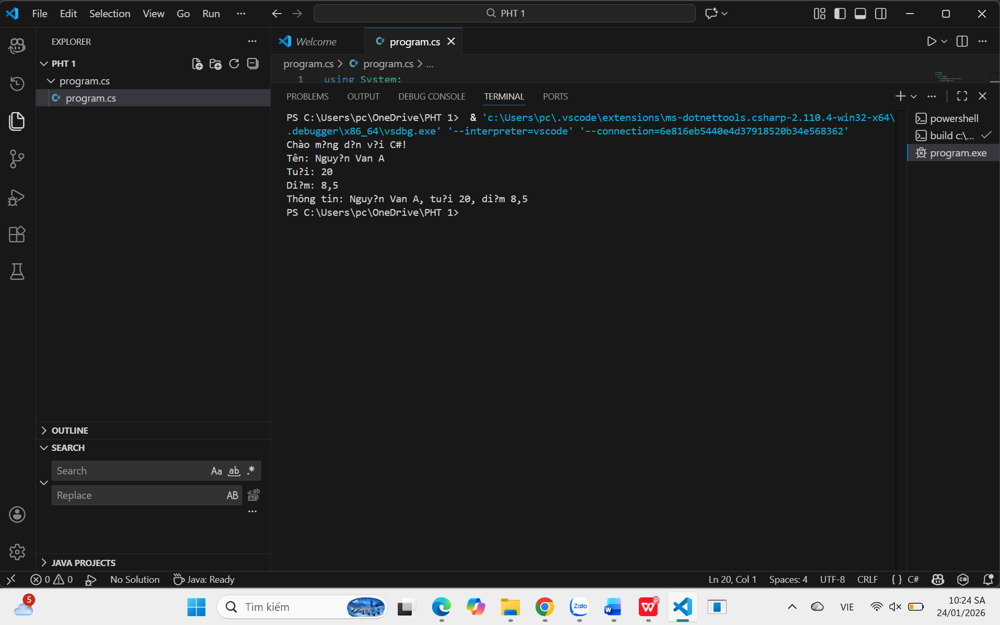 File Edit Selection View Go Run ···
PHT 1
EXPLORER
PHT 1
program.cs
program.cs
Welcome
program.cs
program.cs > program.cs > ...
1 using System;
PROBLEMS OUTPUT DEBUG CONSOLE TERMINAL PORTS
PS C:\Users\pc\OneDrive\PHT 1>  & 'c:\Users\pc\.vscode\extensions\ms-dotnettools.csharp-2.110.4-win32-x64\
.debugger\x86_64\vsdbg.exe' '--interpreter=vscode' '--connection=6e816eb5440e4d37918520b34e568362'
Chào m?ng d?n v?i C#!
Tên: Nguy?n Van A
Tu?i: 20
Di?m: 8,5
Thông tin: Nguy?n Van A, tu?i 20, di?m 8,5
PS C:\Users\pc\OneDrive\PHT 1>
powershell
build c:\...
program.exe
OUTLINE
SEARCH
Search Aa ab .*
Replace AB
JAVA PROJECTS
0 0 No Solution Java: Ready
Ln 20, Col 1 Spaces: 4 UTF-8 CRLF { } C#
5
Tìm kiếm
Zalo
VIE
10:24 SA
24/01/2026